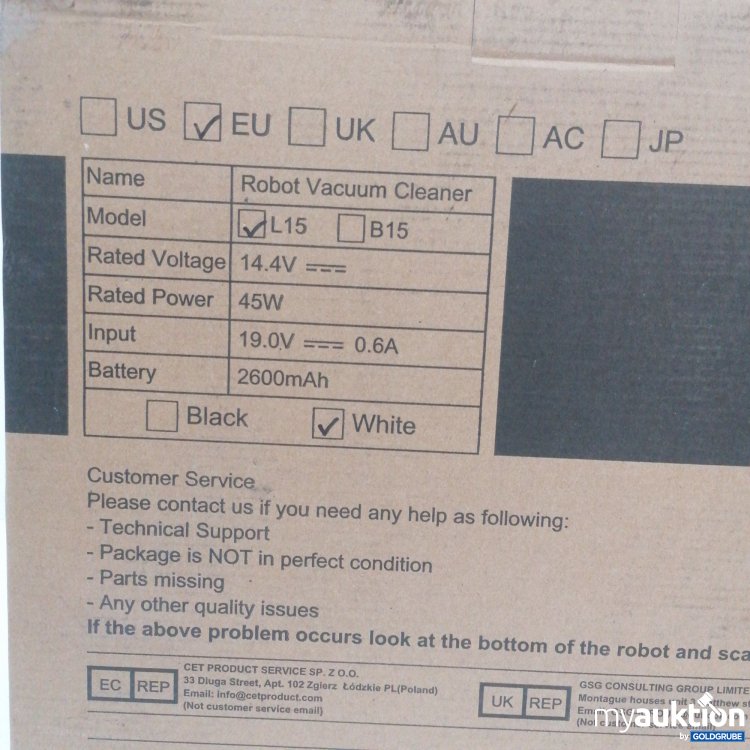 US EU UK AU AC JP
Name Robot Vacuum Cleaner
Model L15 B15
Rated Voltage 14.4V
Rated Power 45W
Input 19.0V 0.6A
Battery 2600mAh
Black White
Customer Service
Please contact us if you need any help as following:
- Technical Support
- Package is NOT in perfect condition
- Parts missing
- Any other quality issues
If the above problem occurs look at the bottom of the robot and sca
EC REP
CET PRODUCT SERVICE SP. Z O.O.
33 Dluga Street, Apt. 102 Zgierz Łódzkie PL(Poland)
Email: info@cetproduct.com
(Not customer service email)
UK REP
GSG CONSULTING GROUP LIMITE
Montague houses
myauktion
by GOLDGRUBE